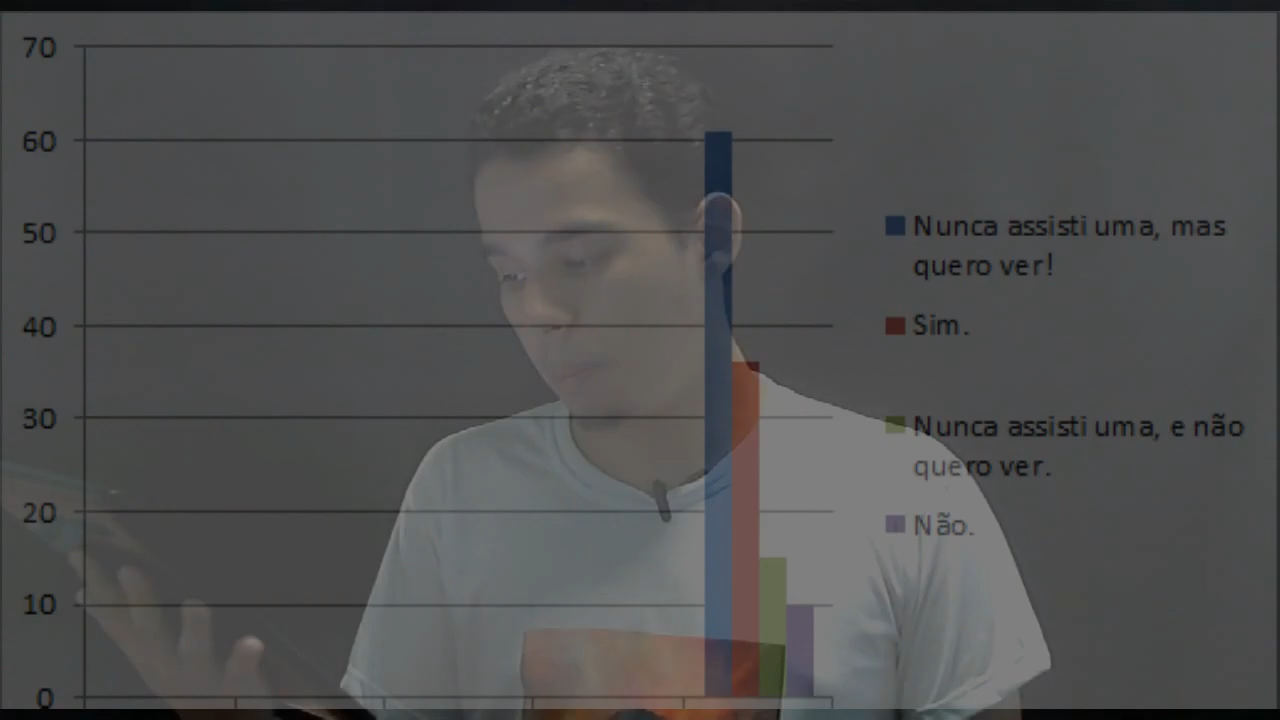 70
60
50
40
30
20
10
0
Nunca assisti uma, mas
quero ver!
Sim.
Nunca assisti uma, e não
quero ver.
Não.